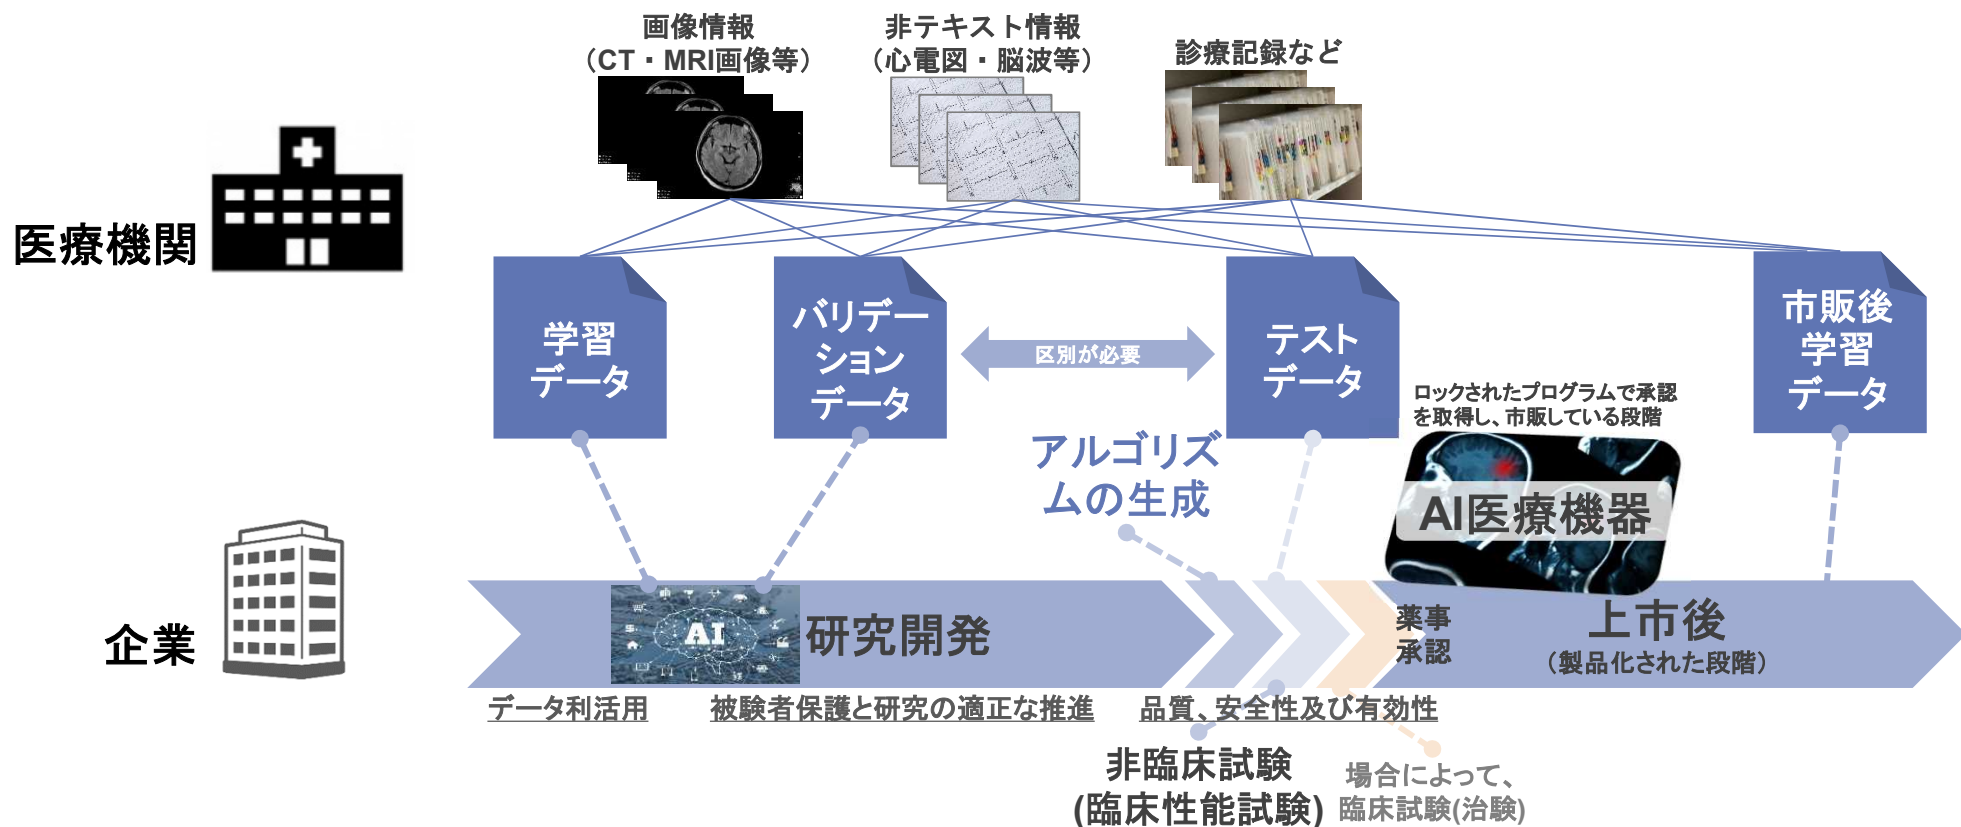 画像情報
（CT・MRI画像等）
非テキスト情報
（心電図・脳波等）
診療記録など
医療機関
学習
データ
バリデー
ション
データ
区別が必要
テスト
データ
市販後
学習
データ
ロックされたプログラムで承認
を取得し、市販している段階
アルゴリズ
ムの生成
AI医療機器
企業
AI
研究開発
薬事
承認
上市後
（製品化された段階）
データ利活用
被験者保護と研究の適正な推進
品質、安全性及び有効性
非臨床試験
(臨床性能試験)
場合によって、
臨床試験(治験)